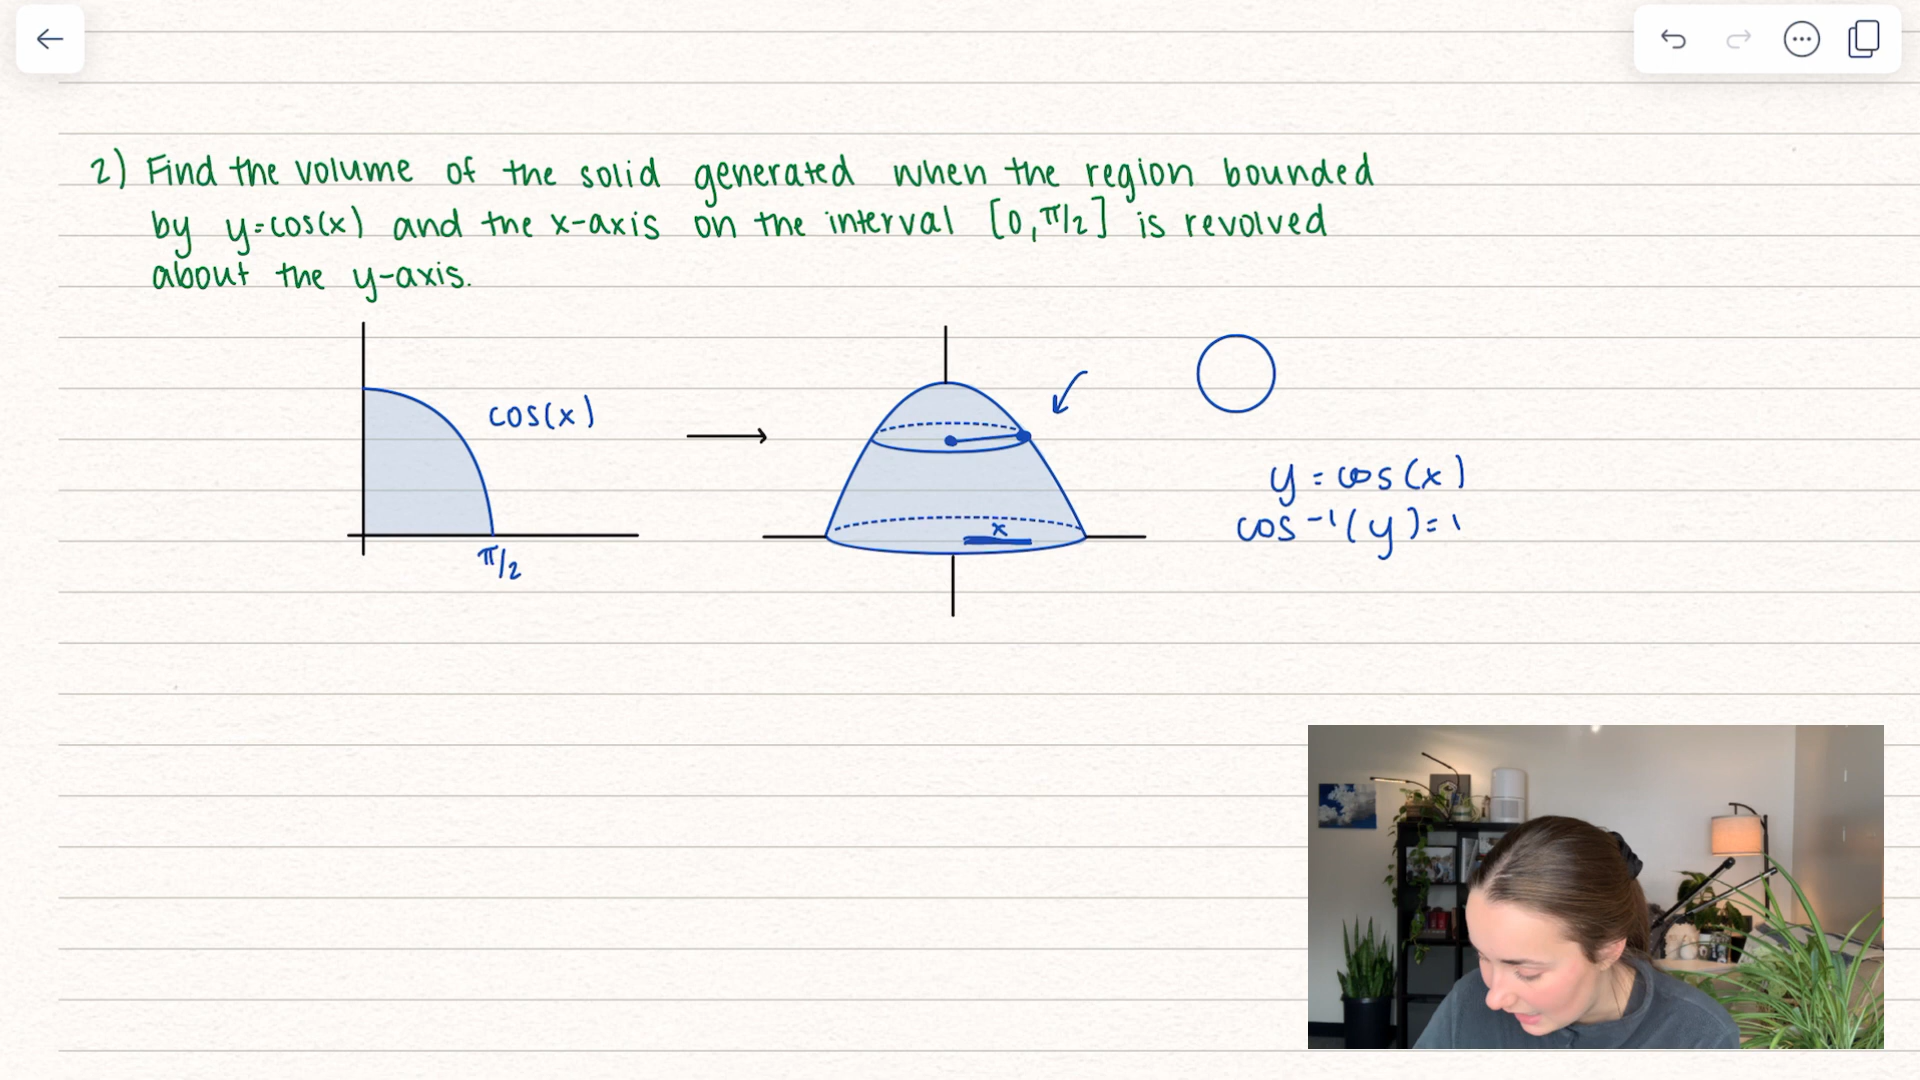 2) Find the volume of the solid generated when the region bounded
by y=cos(x) and the x-axis on the interval [0, π/2] is revolved
about the y-axis.
cos(x)
π/2
x
y = cos(x)
cos⁻¹(y) =